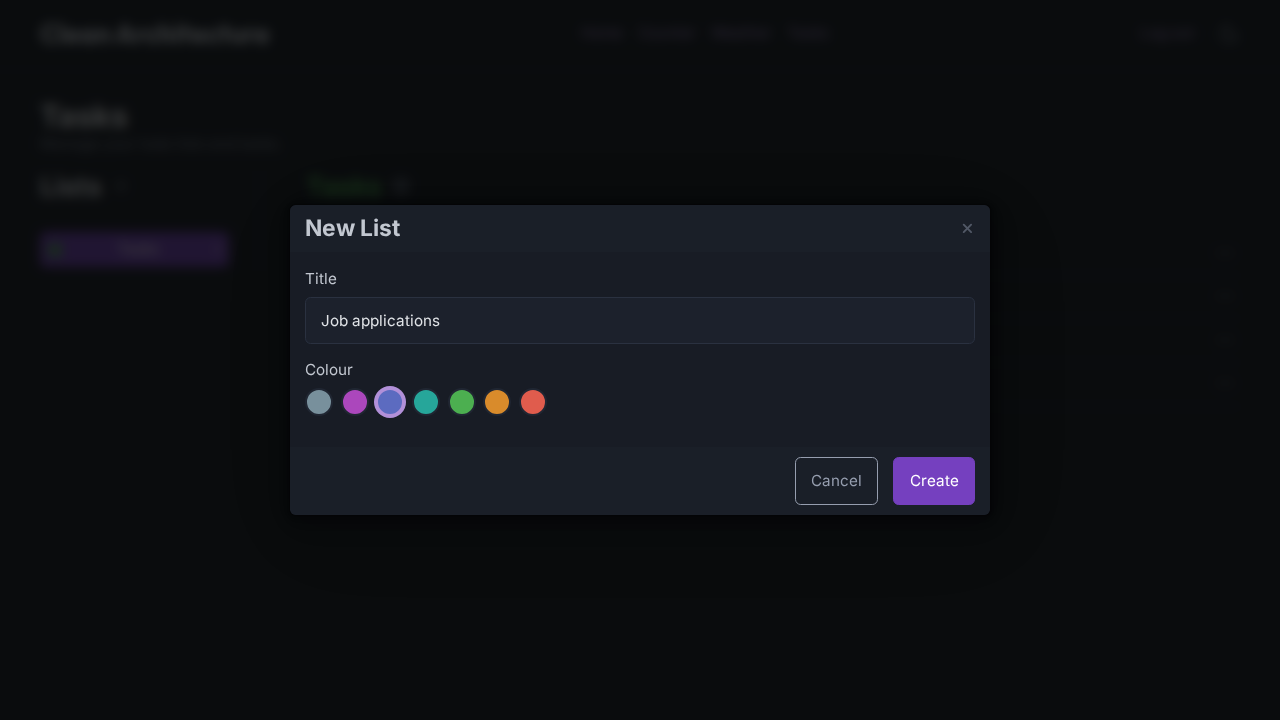 Clean Architecture
Tasks
Lists
Tasks
New List
Title
Job applications
Colour
Cancel
Create